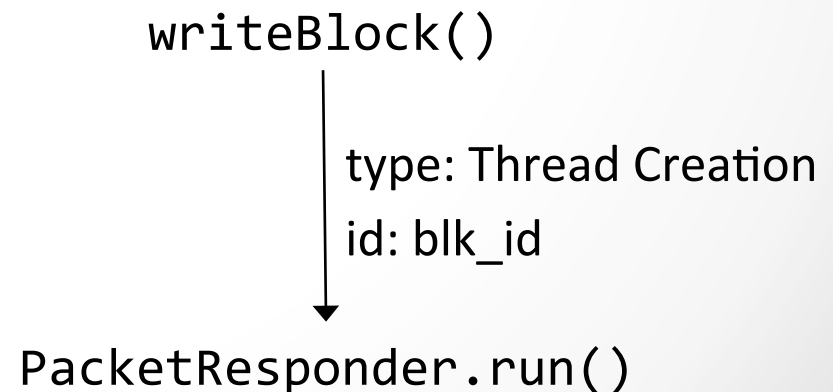 writeBlock()
type: Thread Creation
id: blk_id
PacketResponder.run()